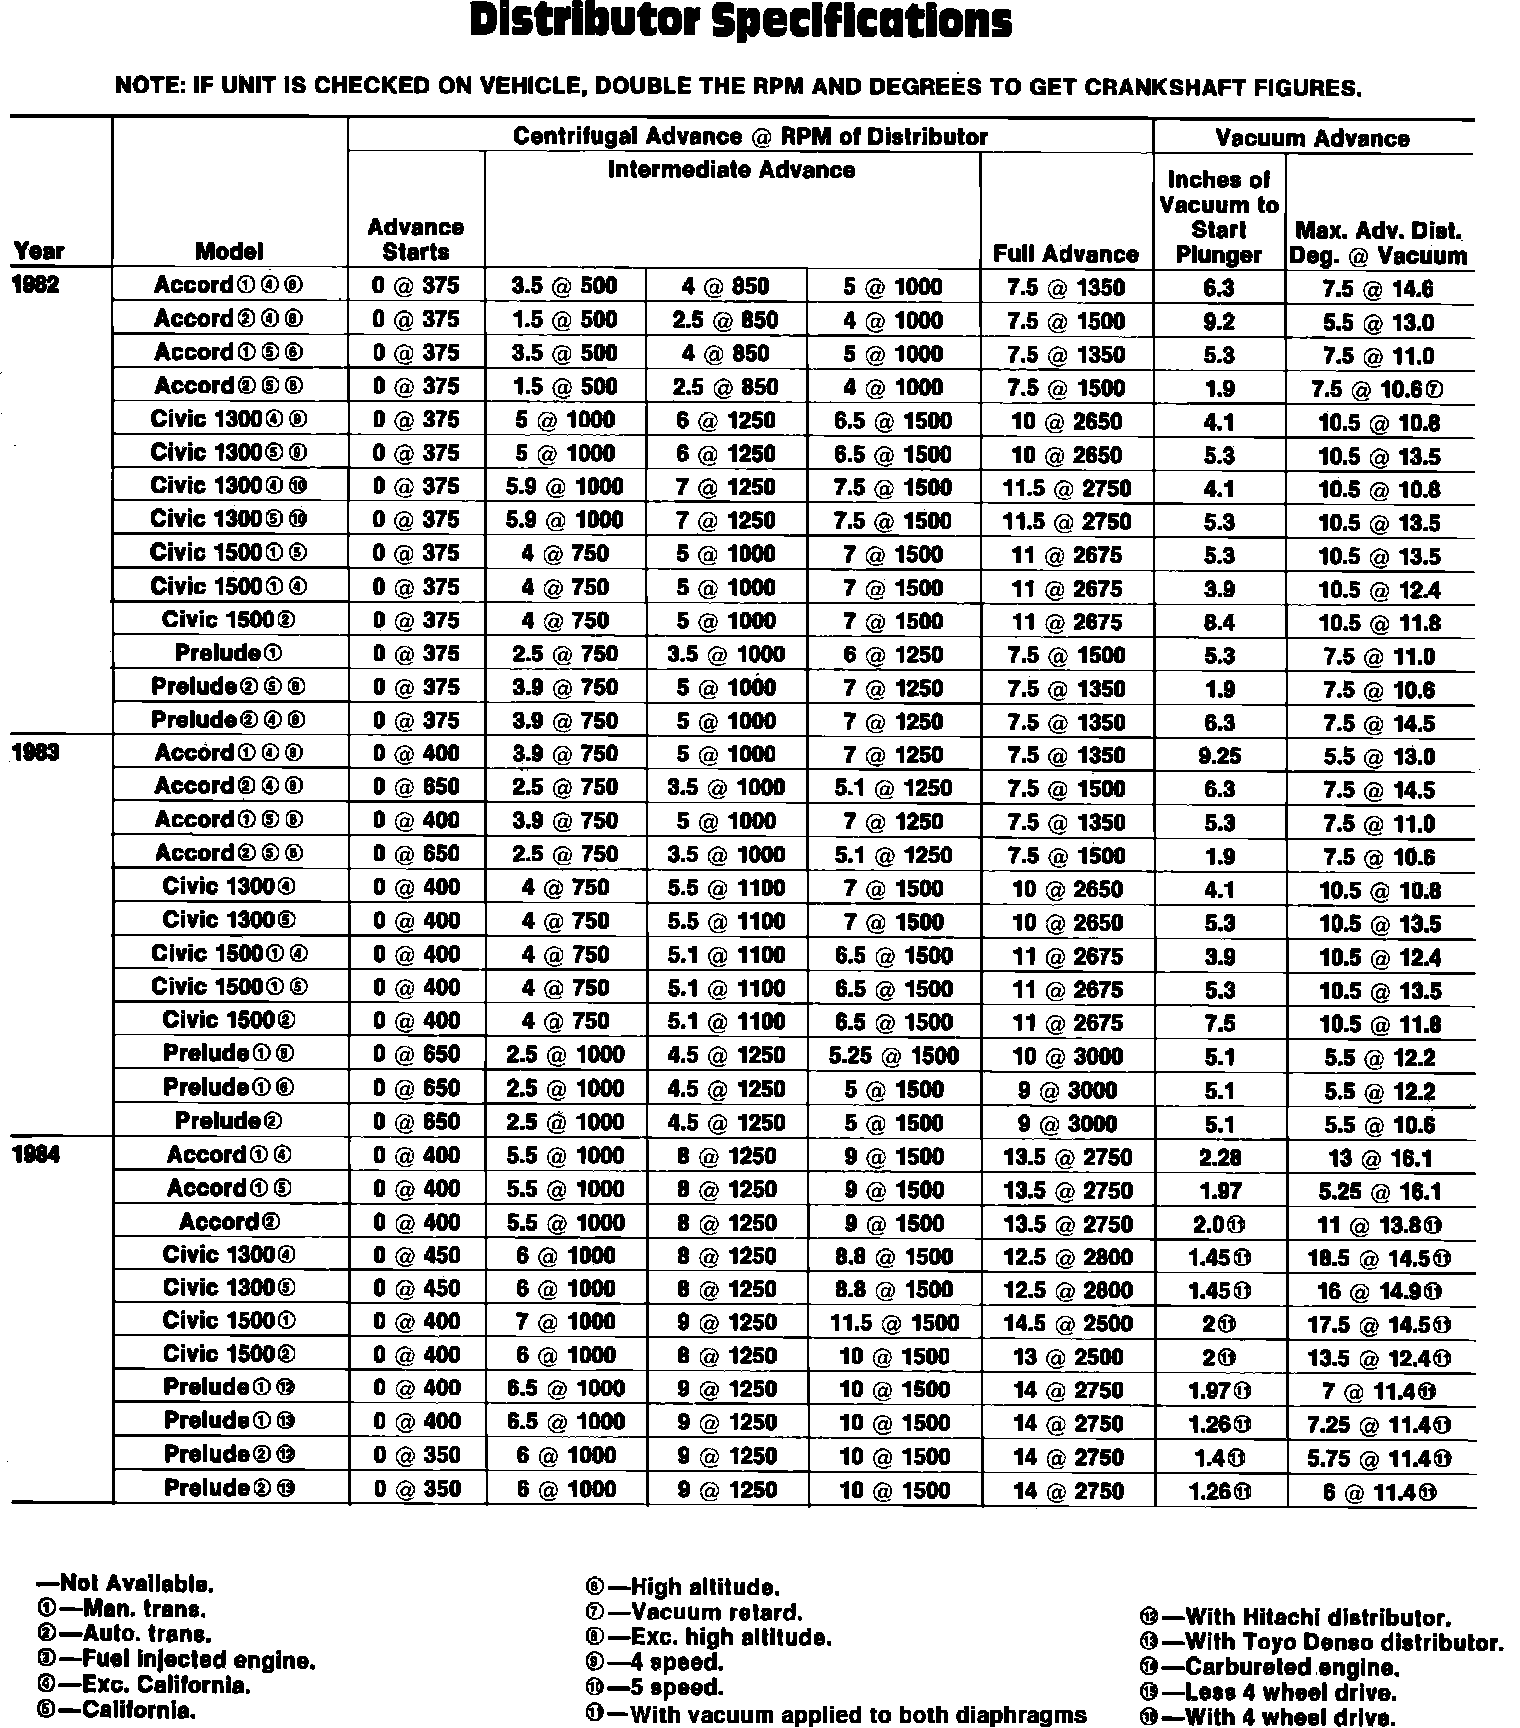 Distributor Specifications
NOTE: IF UNIT IS CHECKED ON VEHICLE, DOUBLE THE RPM AND DEGREES TO GET CRANKSHAFT FIGURES.
Centrifugal Advance @ RPM of Distributor Vacuum Advance
Intermediate Advance
Year Model Advance Starts Full Advance Inches of Vacuum to Start Plunger Max. Adv. Dist. Deg. @ Vacuum
1982 Accord①④⑧ 0 @ 375 3.5 @ 500 4 @ 850 5 @ 1000 7.5 @ 1350 6.3 7.5 @ 14.6
Accord②④⑧ 0 @ 375 1.5 @ 500 2.5 @ 850 4 @ 1000 7.5 @ 1500 9.2 5.5 @ 13.0
Accord①⑤⑥ 0 @ 375 3.5 @ 500 4 @ 850 5 @ 1000 7.5 @ 1350 5.3 7.5 @ 11.0
Accord②⑤⑧ 0 @ 375 1.5 @ 500 2.5 @ 850 4 @ 1000 7.5 @ 1500 1.9 7.5 @ 10.6⑦
Civic 1300④⑨ 0 @ 375 5 @ 1000 6 @ 1250 6.5 @ 1500 10 @ 2650 4.1 10.5 @ 10.8
Civic 1300⑤⑨ 0 @ 375 5 @ 1000 6 @ 1250 6.5 @ 1500 10 @ 2650 5.3 10.5 @ 13.5
Civic 1300④⑩ 0 @ 375 5.9 @ 1000 7 @ 1250 7.5 @ 1500 11.5 @ 2750 4.1 10.5 @ 10.8
Civic 1300⑤⑩ 0 @ 375 5.9 @ 1000 7 @ 1250 7.5 @ 1500 11.5 @ 2750 5.3 10.5 @ 13.5
Civic 1500①⑤ 0 @ 375 4 @ 750 5 @ 1000 7 @ 1500 11 @ 2675 5.3 10.5 @ 13.5
Civic 1500①④ 0 @ 375 4 @ 750 5 @ 1000 7 @ 1500 11 @ 2675 3.9 10.5 @ 12.4
Civic 1500② 0 @ 375 4 @ 750 5 @ 1000 7 @ 1500 11 @ 2675 8.4 10.5 @ 11.8
Prelude① 0 @ 375 2.5 @ 750 3.5 @ 1000 6 @ 1250 7.5 @ 1500 5.3 7.5 @ 11.0
Prelude②⑤⑧ 0 @ 375 3.9 @ 750 5 @ 1000 7 @ 1250 7.5 @ 1350 1.9 7.5 @ 10.6
Prelude②④⑧ 0 @ 375 3.9 @ 750 5 @ 1000 7 @ 1250 7.5 @ 1350 6.3 7.5 @ 14.5
1983 Accord①④⑧ 0 @ 400 3.9 @ 750 5 @ 1000 7 @ 1250 7.5 @ 1350 9.25 5.5 @ 13.0
Accord②④⑧ 0 @ 650 2.5 @ 750 3.5 @ 1000 5.1 @ 1250 7.5 @ 1500 6.3 7.5 @ 14.5
Accord①⑤⑧ 0 @ 400 3.9 @ 750 5 @ 1000 7 @ 1250 7.5 @ 1350 5.3 7.5 @ 11.0
Accord②⑤⑧ 0 @ 650 2.5 @ 750 3.5 @ 1000 5.1 @ 1250 7.5 @ 1500 1.9 7.5 @ 10.6
Civic 1300④ 0 @ 400 4 @ 750 5.5 @ 1100 7 @ 1500 10 @ 2650 4.1 10.5 @ 10.8
Civic 1300⑤ 0 @ 400 4 @ 750 5.5 @ 1100 7 @ 1500 10 @ 2650 5.3 10.5 @ 13.5
Civic 1500①④ 0 @ 400 4 @ 750 5.1 @ 1100 6.5 @ 1500 11 @ 2675 3.9 10.5 @ 12.4
Civic 1500①⑤ 0 @ 400 4 @ 750 5.1 @ 1100 6.5 @ 1500 11 @ 2675 5.3 10.5 @ 13.5
Civic 1500② 0 @ 400 4 @ 750 5.1 @ 1100 6.5 @ 1500 11 @ 2675 7.5 10.5 @ 11.8
Prelude①⑧ 0 @ 650 2.5 @ 1000 4.5 @ 1250 5.25 @ 1500 10 @ 3000 5.1 5.5 @ 12.2
Prelude①⑥ 0 @ 650 2.5 @ 1000 4.5 @ 1250 5 @ 1500 9 @ 3000 5.1 5.5 @ 12.2
Prelude② 0 @ 650 2.5 @ 1000 4.5 @ 1250 5 @ 1500 9 @ 3000 5.1 5.5 @ 10.6
1984 Accord①④ 0 @ 400 5.5 @ 1000 8 @ 1250 9 @ 1500 13.5 @ 2750 2.28 13 @ 16.1
Accord①⑤ 0 @ 400 5.5 @ 1000 8 @ 1250 9 @ 1500 13.5 @ 2750 1.97 5.25 @ 16.1
Accord② 0 @ 400 5.5 @ 1000 8 @ 1250 9 @ 1500 13.5 @ 2750 2.0⑪ 11 @ 13.8⑪
Civic 1300④ 0 @ 450 6 @ 1000 8 @ 1250 8.8 @ 1500 12.5 @ 2800 1.45⑪ 18.5 @ 14.5⑪
Civic 1300⑤ 0 @ 450 6 @ 1000 8 @ 1250 8.8 @ 1500 12.5 @ 2800 1.45⑪ 16 @ 14.9⑪
Civic 1500① 0 @ 400 7 @ 1000 9 @ 1250 11.5 @ 1500 14.5 @ 2500 2⑪ 17.5 @ 14.5⑪
Civic 1500② 0 @ 400 6 @ 1000 8 @ 1250 10 @ 1500 13 @ 2500 2⑪ 13.5 @ 12.4⑪
Prelude①⑫ 0 @ 400 6.5 @ 1000 9 @ 1250 10 @ 1500 14 @ 2750 1.97⑪ 7 @ 11.4⑪
Prelude①⑬ 0 @ 400 6.5 @ 1000 9 @ 1250 10 @ 1500 14 @ 2750 1.26⑪ 7.25 @ 11.4⑪
Prelude②⑫ 0 @ 350 6 @ 1000 9 @ 1250 10 @ 1500 14 @ 2750 1.4⑪ 5.75 @ 11.4⑪
Prelude②⑬ 0 @ 350 6 @ 1000 9 @ 1250 10 @ 1500 14 @ 2750 1.26⑪ 6 @ 11.4⑪
—Not Available.
①—Man. trans.
②—Auto. trans.
③—Fuel injected engine.
④—Exc. California.
⑤—California.
⑥—High altitude.
⑦—Vacuum retard.
⑧—Exc. high altitude.
⑨—4 speed.
⑩—5 speed.
⑪—With vacuum applied to both diaphragms
⑫—With Hitachi distributor.
⑬—With Toyo Denso distributor.
⑭—Carbureted engine.
⑮—Less 4 wheel drive.
⑯—With 4 wheel drive.